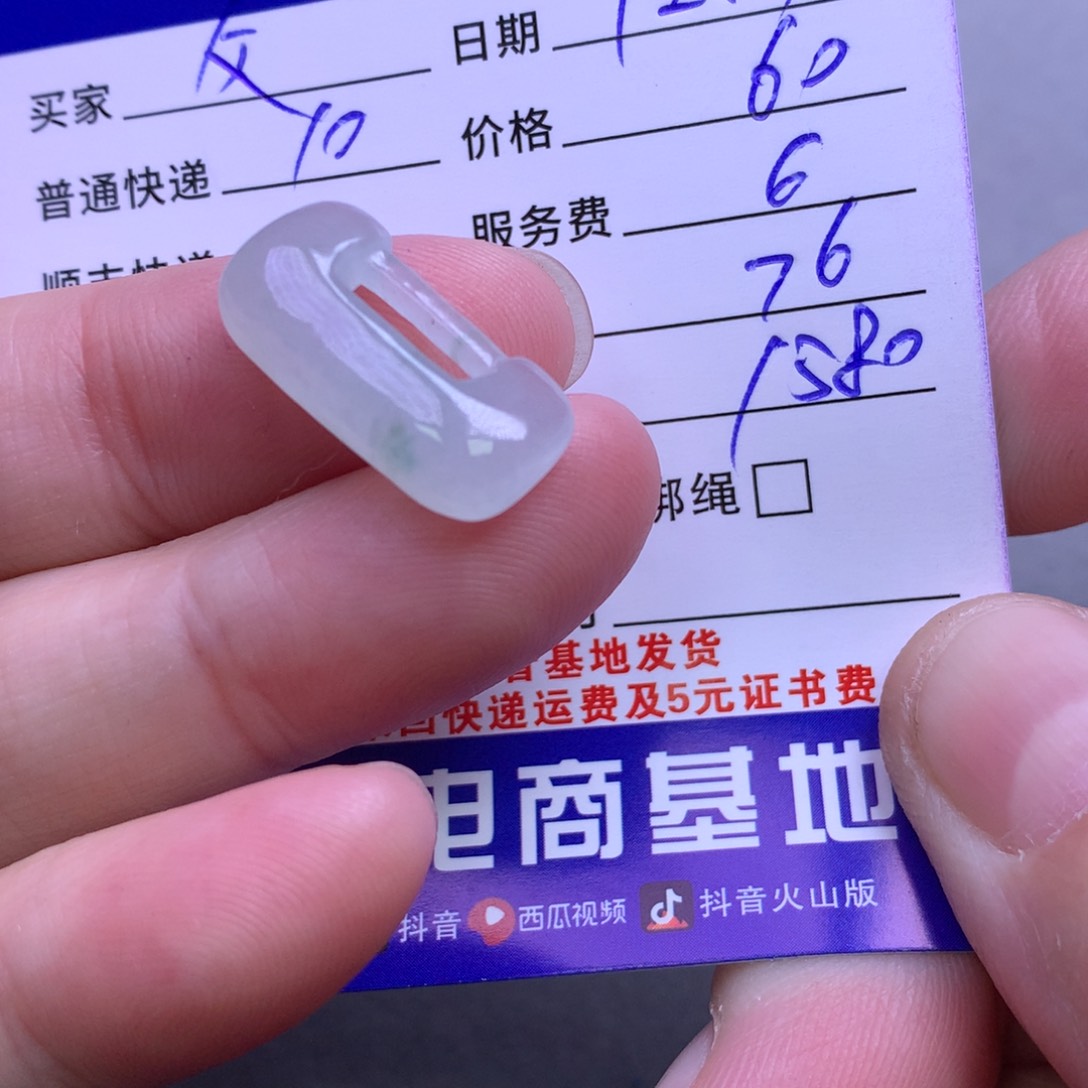 买家 日期
普通快递 10 价格 60
服务费 6
76
1580
绑绳
基地发货
快递运费及5元证书费
电商基地
抖音 西瓜视频 抖音火山版